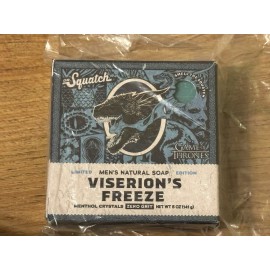 Dr.
Squatch
GAME OF
THRONES
LIMITED MEN'S NATURAL SOAP EDITION
VISERION'S
FREEZE
MENTHOL CRYSTALS ZERO GRIT NET WT 5 OZ (141 g)